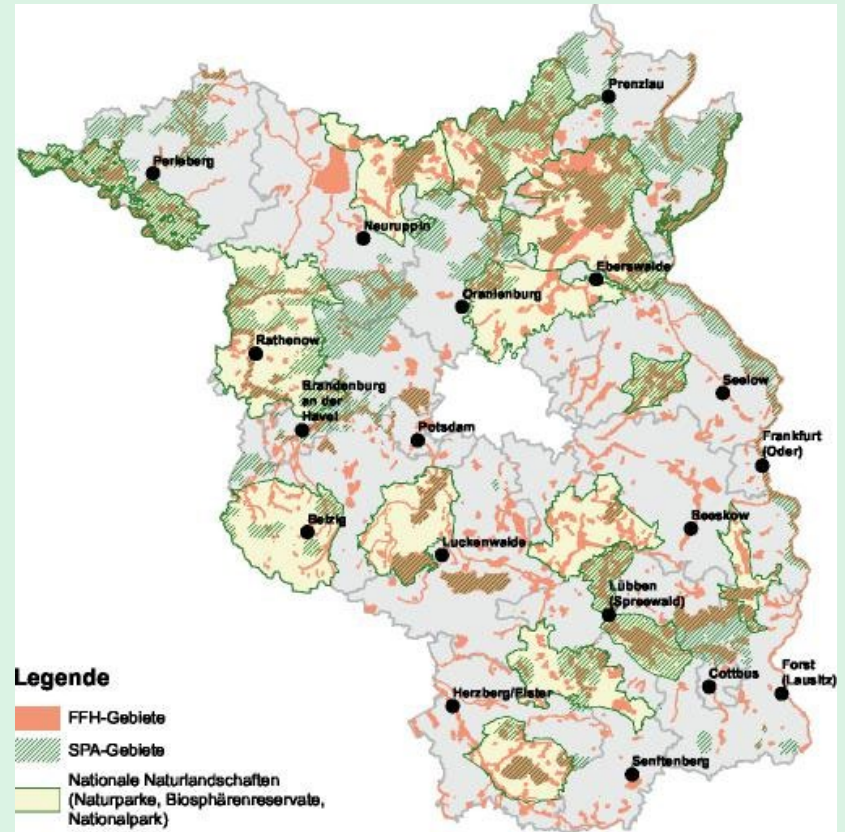 Prenzlau
Perleberg
Neuruppin
Eberswalde
Oranienburg
Rathenow
Brandenburg
an der
Havel
Seelow
Potsdam
Frankfurt
(Oder)
Belzig
Beeskow
Luckenwalde
Lübben
(Spreewald)
Cottbus
Forst
(Lausitz)
Herzberg/Elster
Senftenberg
Legende
FFH-Gebiete
SPA-Gebiete
Nationale Naturlandschaften
(Naturparke, Biosphärenreservate,
Nationalpark)